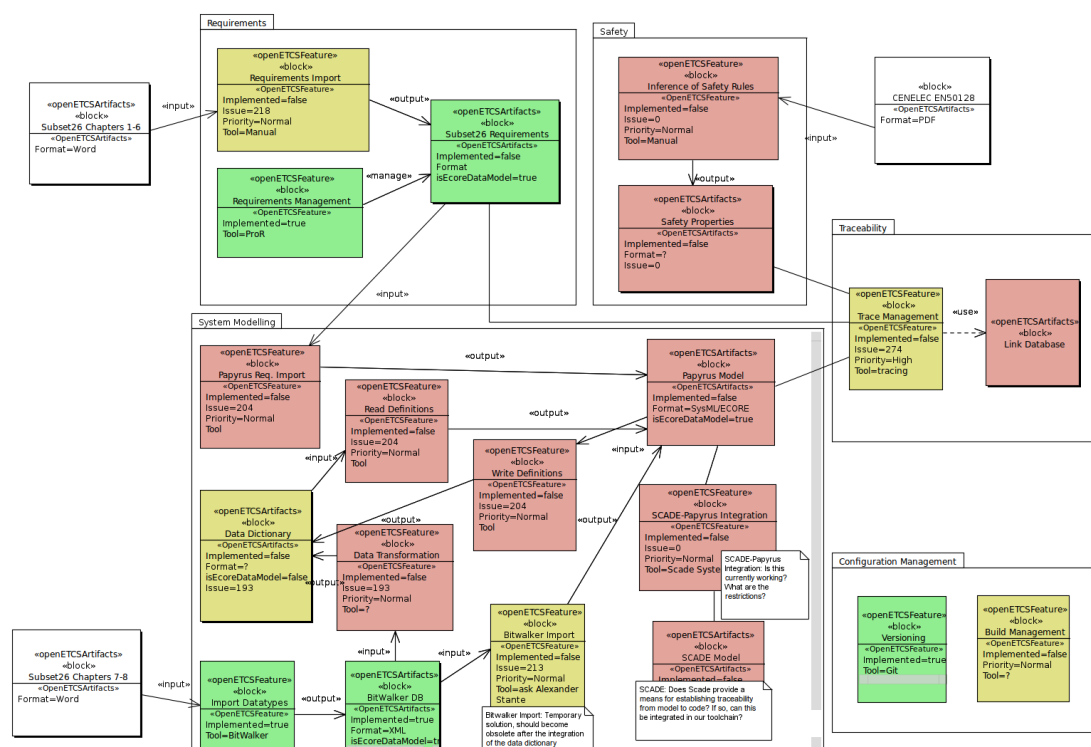 Requirements
«openETCSFeature»
«block»
Requirements Import
«OpenETCSFeature»
Implemented=false
Issue=218
Priority=Normal
Tool=Manual
«openETCSArtifacts»
«block»
Subset26 Chapters 1-6
«OpenETCSArtifacts»
Format=Word
«input»
«output»
«openETCSArtifacts»
«block»
Subset26 Requirements
«OpenETCSArtifacts»
Implemented=false
Format
isEcoreDataModel=true
«manage»
«openETCSFeature»
«block»
Requirements Management
«OpenETCSFeature»
Implemented=true
Tool=ProR
«input»
Safety
«openETCSFeature»
«block»
Inference of Safety Rules
«OpenETCSFeature»
Implemented=false
Issue=0
Priority=Normal
Tool=Manual
«output»
«openETCSArtifacts»
«block»
Safety Properties
«OpenETCSArtifacts»
Implemented=false
Format=?
Issue=0
«input»
«block»
CENELEC EN50128
«OpenETCSArtifacts»
Format=PDF
Traceability
«openETCSFeature»
«block»
Trace Management
«OpenETCSFeature»
Implemented=false
Issue=274
Priority=High
Tool=tracing
«use»
«openETCSArtifacts»
«block»
Link Database
System Modelling
«openETCSFeature»
«block»
Papyrus Req. Import
«OpenETCSFeature»
Implemented=false
Issue=204
Priority=Normal
Tool
«output»
«openETCSFeature»
«block»
Read Definitions
«OpenETCSFeature»
Implemented=false
Issue=204
Priority=Normal
Tool
«output»
«input»
«openETCSArtifacts»
«block»
Papyrus Model
«OpenETCSArtifacts»
Implemented=false
Format=SysML/ECORE
isEcoreDataModel=true
«input»
«openETCSFeature»
«block»
Write Definitions
«OpenETCSFeature»
Implemented=false
Issue=204
Priority=Normal
Tool
«output»
«output»
«openETCSArtifacts»
«block»
Data Dictionary
«OpenETCSArtifacts»
Implemented=false
Format=?
isEcoreDataModel=false
Issue=193
«output»
«openETCSFeature»
«block»
Data Transformation
«OpenETCSFeature»
Implemented=false
Issue=193
Priority=Normal
Tool=?
«input»
«input»
«openETCSFeature»
«block»
SCADE-Papyrus Integration
«OpenETCSFeature»
Implemented=false
Issue=0
Priority=Normal
Tool=Scade Syste
SCADE-Papyrus
Integration: Is this
currently working?
What are the
restrictions?
«openETCSFeature»
«block»
Bitwalker Import
«OpenETCSFeature»
Implemented=false
Issue=213
Priority=Normal
Tool=ask Alexander
Stante
Bitwalker Import: Temporary
solution, should become
obsolete after the integration
of the data dictionary
«openETCSArtifacts»
«block»
SCADE Model
«OpenETCSArtifacts»
Implemented=false
SCADE: Does Scade provide a
means for establishing traceability
from model to code? If so, can this
be integrated in our toolchain?
«openETCSArtifacts»
«block»
Subset26 Chapters 7-8
«OpenETCSArtifacts»
Format=Word
«input»
«openETCSFeature»
«block»
Import Datatypes
«OpenETCSFeature»
Implemented=true
Tool=BitWalker
«output»
«openETCSArtifacts»
«block»
BitWalker DB
«OpenETCSArtifacts»
Implemented=true
Format=XML
isEcoreDataModel=tr
Configuration Management
«openETCSFeature»
«block»
Versioning
«OpenETCSFeature»
Implemented=true
Tool=Git
«openETCSFeature»
«block»
Build Management
«OpenETCSFeature»
Implemented=false
Priority=Normal
Tool=?